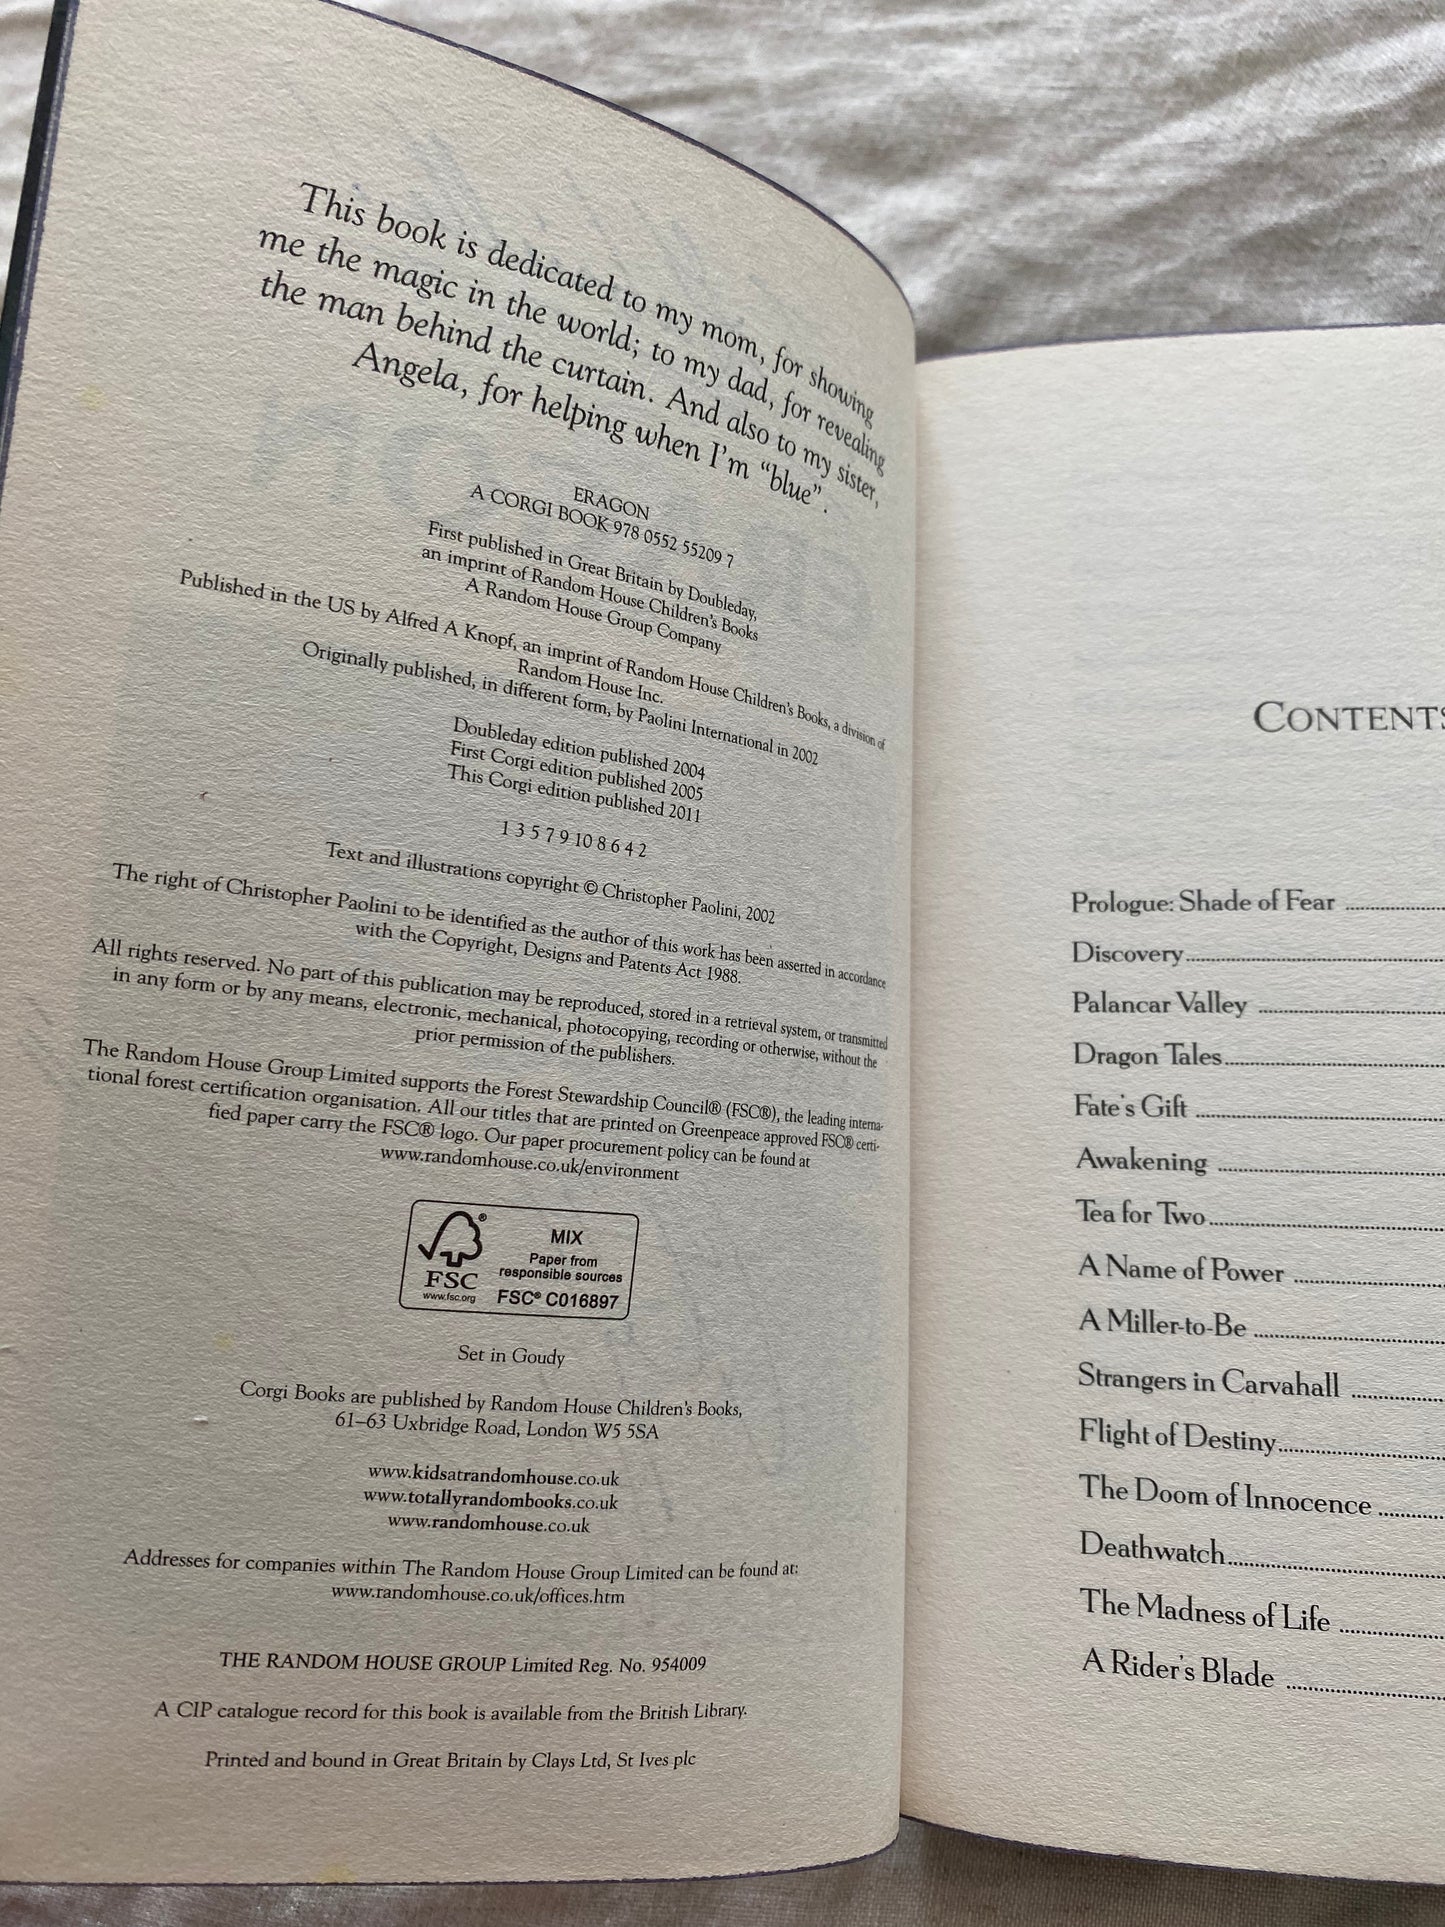 This book is dedicated to my mom, for showing
me the magic in the world; to my dad, for revealing
the man behind the curtain. And also to my sister,
Angela, for helping when I'm “blue”.
ERAGON
A CORGI BOOK 978 0552 55209 7
First published in Great Britain by Doubleday,
an imprint of Random House Children's Books
A Random House Group Company
Published in the US by Alfred A Knopf, an imprint of Random House Children's Books, a division of
Random House Inc.
Originally published, in different form, by Paolini International in 2002
Doubleday edition published 2004
First Corgi edition published 2005
This Corgi edition published 2011
1 3 5 7 9 10 8 6 4 2
Text and illustrations copyright © Christopher Paolini, 2002
The right of Christopher Paolini to be identified as the author of this work has been asserted in accordance
with the Copyright, Designs and Patents Act 1988.
All rights reserved. No part of this publication may be reproduced, stored in a retrieval system, or transmitted
in any form or by any means, electronic, mechanical, photocopying, recording or otherwise, without the
prior permission of the publishers.
The Random House Group Limited supports the Forest Stewardship Council® (FSC®), the leading interna-
tional forest certification organisation. All our titles that are printed on Greenpeace approved FSC® certi-
fied paper carry the FSC® logo. Our paper procurement policy can be found at
www.randomhouse.co.uk/environment
®
FSC
www.fsc.org
MIX
Paper from
responsible sources
FSC® C016897
Set in Goudy
Corgi Books are published by Random House Children's Books,
61–63 Uxbridge Road, London W5 5SA
www.kidsatrandomhouse.co.uk
www.totallyrandombooks.co.uk
www.randomhouse.co.uk
Addresses for companies within The Random House Group Limited can be found at:
www.randomhouse.co.uk/offices.htm
THE RANDOM HOUSE GROUP Limited Reg. No. 954009
A CIP catalogue record for this book is available from the British Library.
Printed and bound in Great Britain by Clays Ltd, St Ives plc
CONTENTS
Prologue: Shade of Fear
Discovery
Palancar Valley
Dragon Tales
Fate's Gift
Awakening
Tea for Two
A Name of Power
A Miller-to-Be
Strangers in Carvahall
Flight of Destiny
The Doom of Innocence
Deathwatch
The Madness of Life
A Rider's Blade